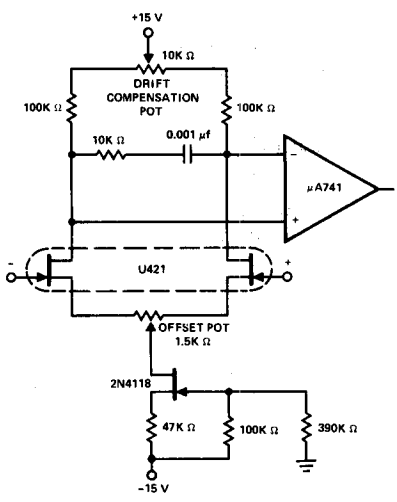 +15 V
10K Ω
DRIFT
COMPENSATION
POT
100K Ω
100K Ω
10K Ω
0.001 µf
−
µA741
+
−
U421
+
OFFSET POT
1.5K Ω
2N4118
47K Ω
100K Ω
390K Ω
−15 V